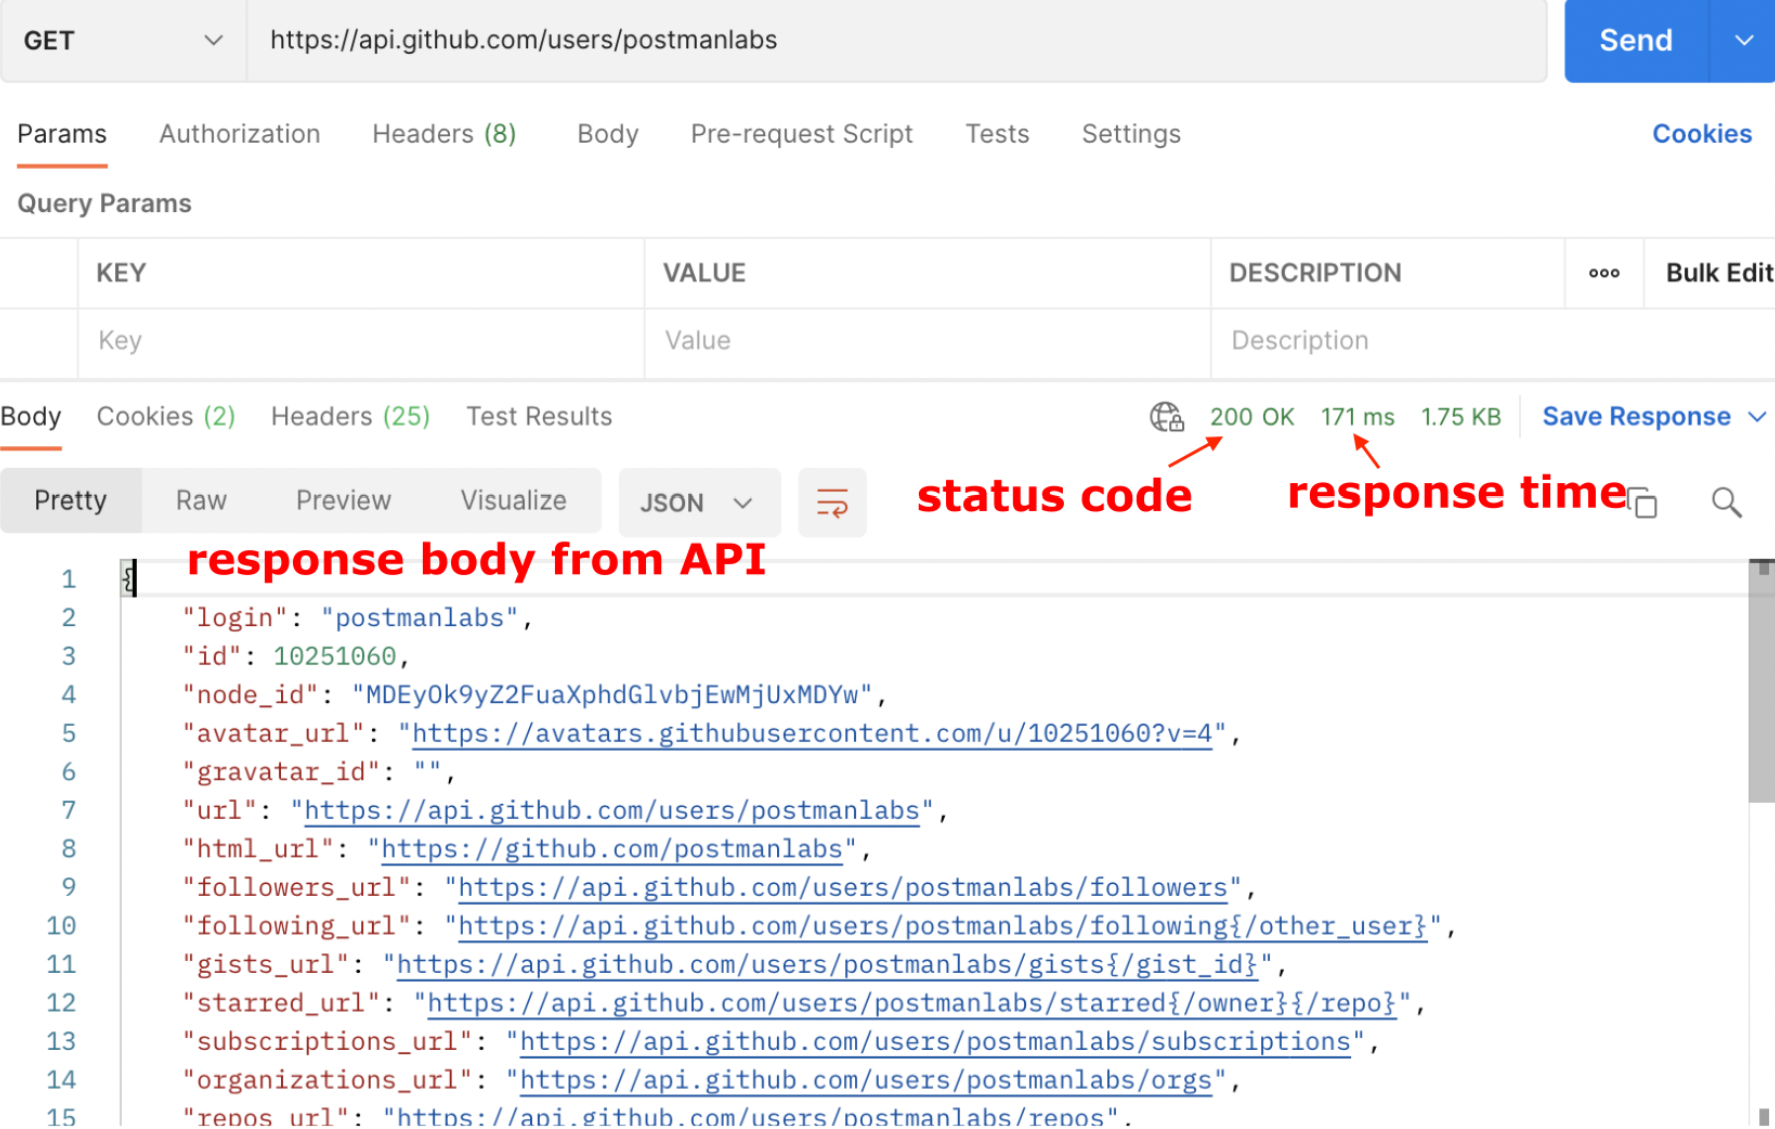 GET https://api.github.com/users/postmanlabs Send
Params Authorization Headers (8) Body Pre-request Script Tests Settings Cookies
Query Params
KEY VALUE DESCRIPTION ooo Bulk Edit
Key Value Description
Body Cookies (2) Headers (25) Test Results 200 OK 171 ms 1.75 KB Save Response
status code response time
Pretty Raw Preview Visualize JSON
response body from API
1 {
2 "login": "postmanlabs",
3 "id": 10251060,
4 "node_id": "MDEyOk9yZ2FuaXphdGlvbjEwMjUxMDYw",
5 "avatar_url": "https://avatars.githubusercontent.com/u/10251060?v=4",
6 "gravatar_id": "",
7 "url": "https://api.github.com/users/postmanlabs",
8 "html_url": "https://github.com/postmanlabs",
9 "followers_url": "https://api.github.com/users/postmanlabs/followers",
10 "following_url": "https://api.github.com/users/postmanlabs/following{/other_user}",
11 "gists_url": "https://api.github.com/users/postmanlabs/gists{/gist_id}",
12 "starred_url": "https://api.github.com/users/postmanlabs/starred{/owner}{/repo}",
13 "subscriptions_url": "https://api.github.com/users/postmanlabs/subscriptions",
14 "organizations_url": "https://api.github.com/users/postmanlabs/orgs",
15 "repos_url": "https://api.github.com/users/postmanlabs/repos",